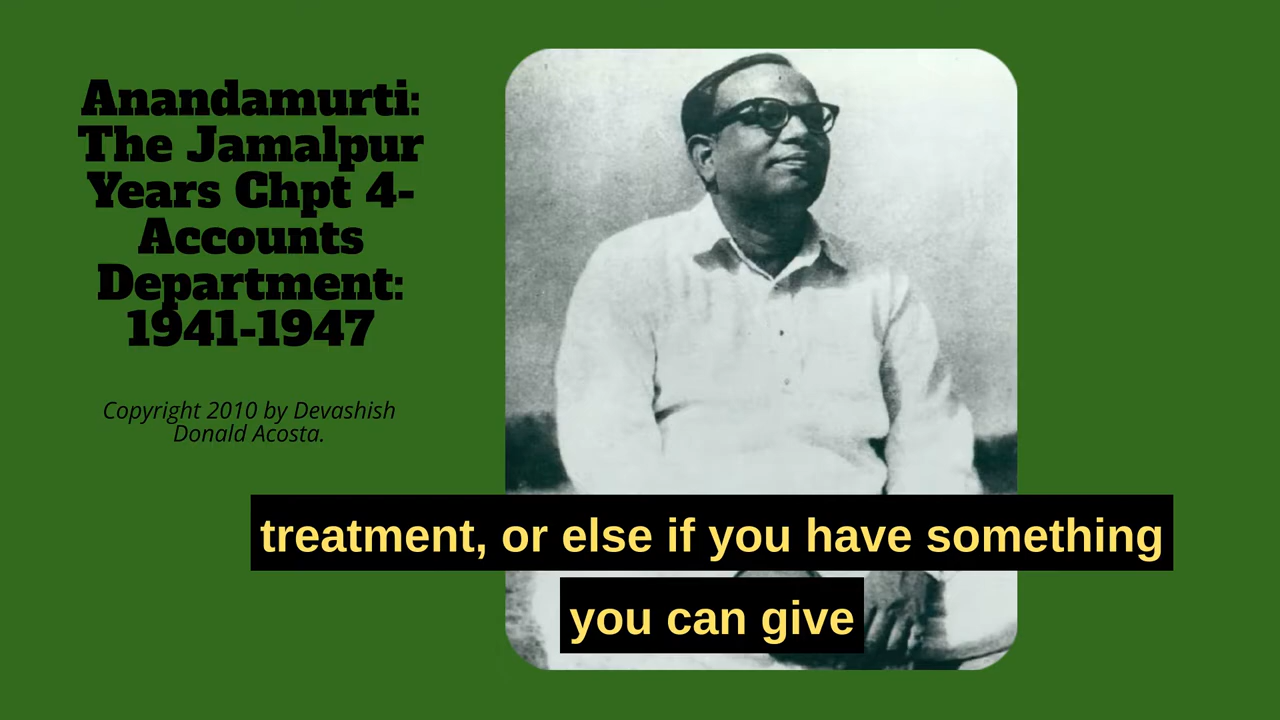 Anandamurti:
The Jamalpur
Years Chpt 4-
Accounts
Department:
1941-1947
Copyright 2010 by Devashish
Donald Acosta.
treatment, or else if you have something
you can give